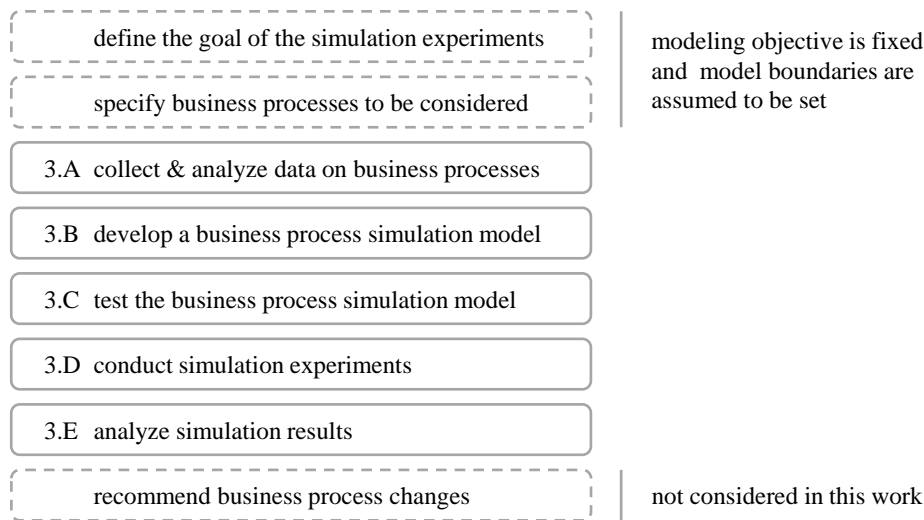 define the goal of the simulation experiments
modeling objective is fixed
and model boundaries are
assumed to be set
specify business processes to be considered
3.A collect & analyze data on business processes
3.B develop a business process simulation model
3.C test the business process simulation model
3.D conduct simulation experiments
3.E analyze simulation results
recommend business process changes
not considered in this work